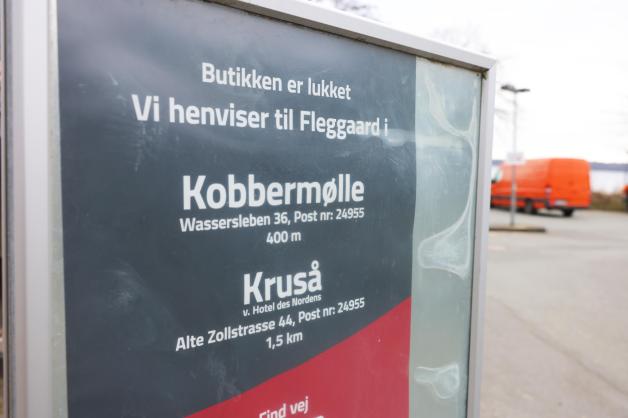 Butikken er lukket
Vi henviser til Fleggaard i
Kobbermølle
Wassersleben 36, Post nr: 24955
400 m
Kruså
v. Hotel des Nordens
Alte Zollstrasse 44, Post nr: 24955
1,5 km
Find vej